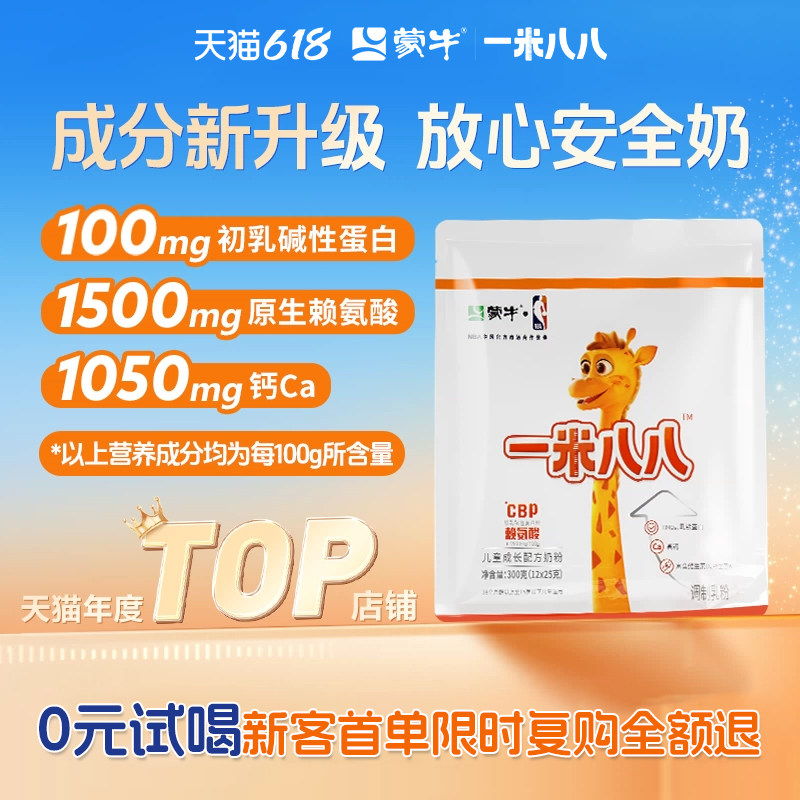 天猫618 蒙牛® 一米八八
成分新升级 放心安全奶
100mg 初乳碱性蛋白
1500mg 原生赖氨酸
1050mg 钙Ca
*以上营养成分均为每100g所含量
天猫年度 TOP 店铺
蒙牛
NBA
一米八八™
CBP
赖氨酸
儿童成长配方奶粉
净含量:300克(12x25克)
Ca
调制乳粉
0元试喝新客首单限时复购全额退